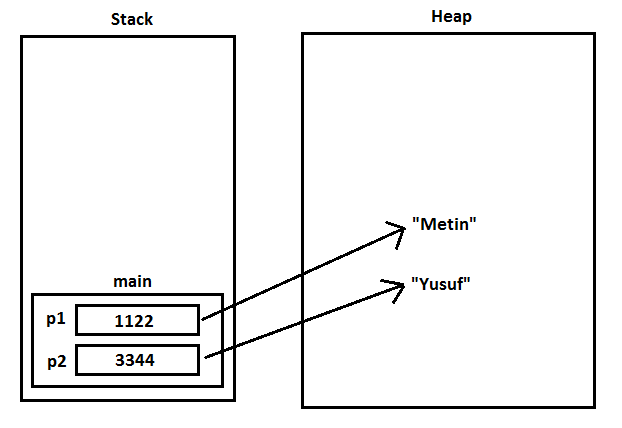 Stack
Heap
"Metin"
"Yusuf"
main
p1 1122
p2 3344